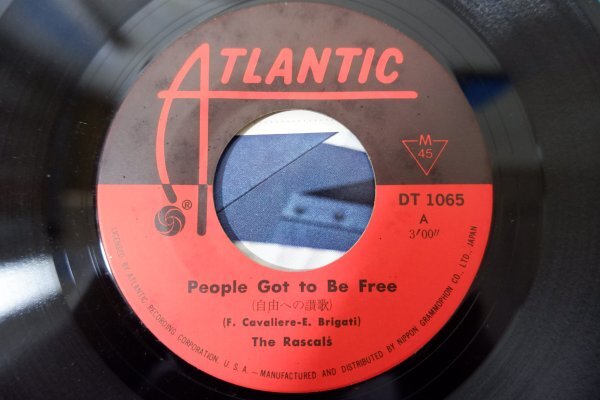 ATLANTIC
®
M
45
DT 1065
A
3′00″
People Got to Be Free
(自由への讃歌)
(F. Cavaliere-E. Brigati)
The Rascals
LICENSED BY ATLANTIC RECORDING CORPORATION, U.S.A.—MANUFACTURED AND DISTRIBUTED BY NIPPON GRAMMOPHON CO. LTD. JAPAN